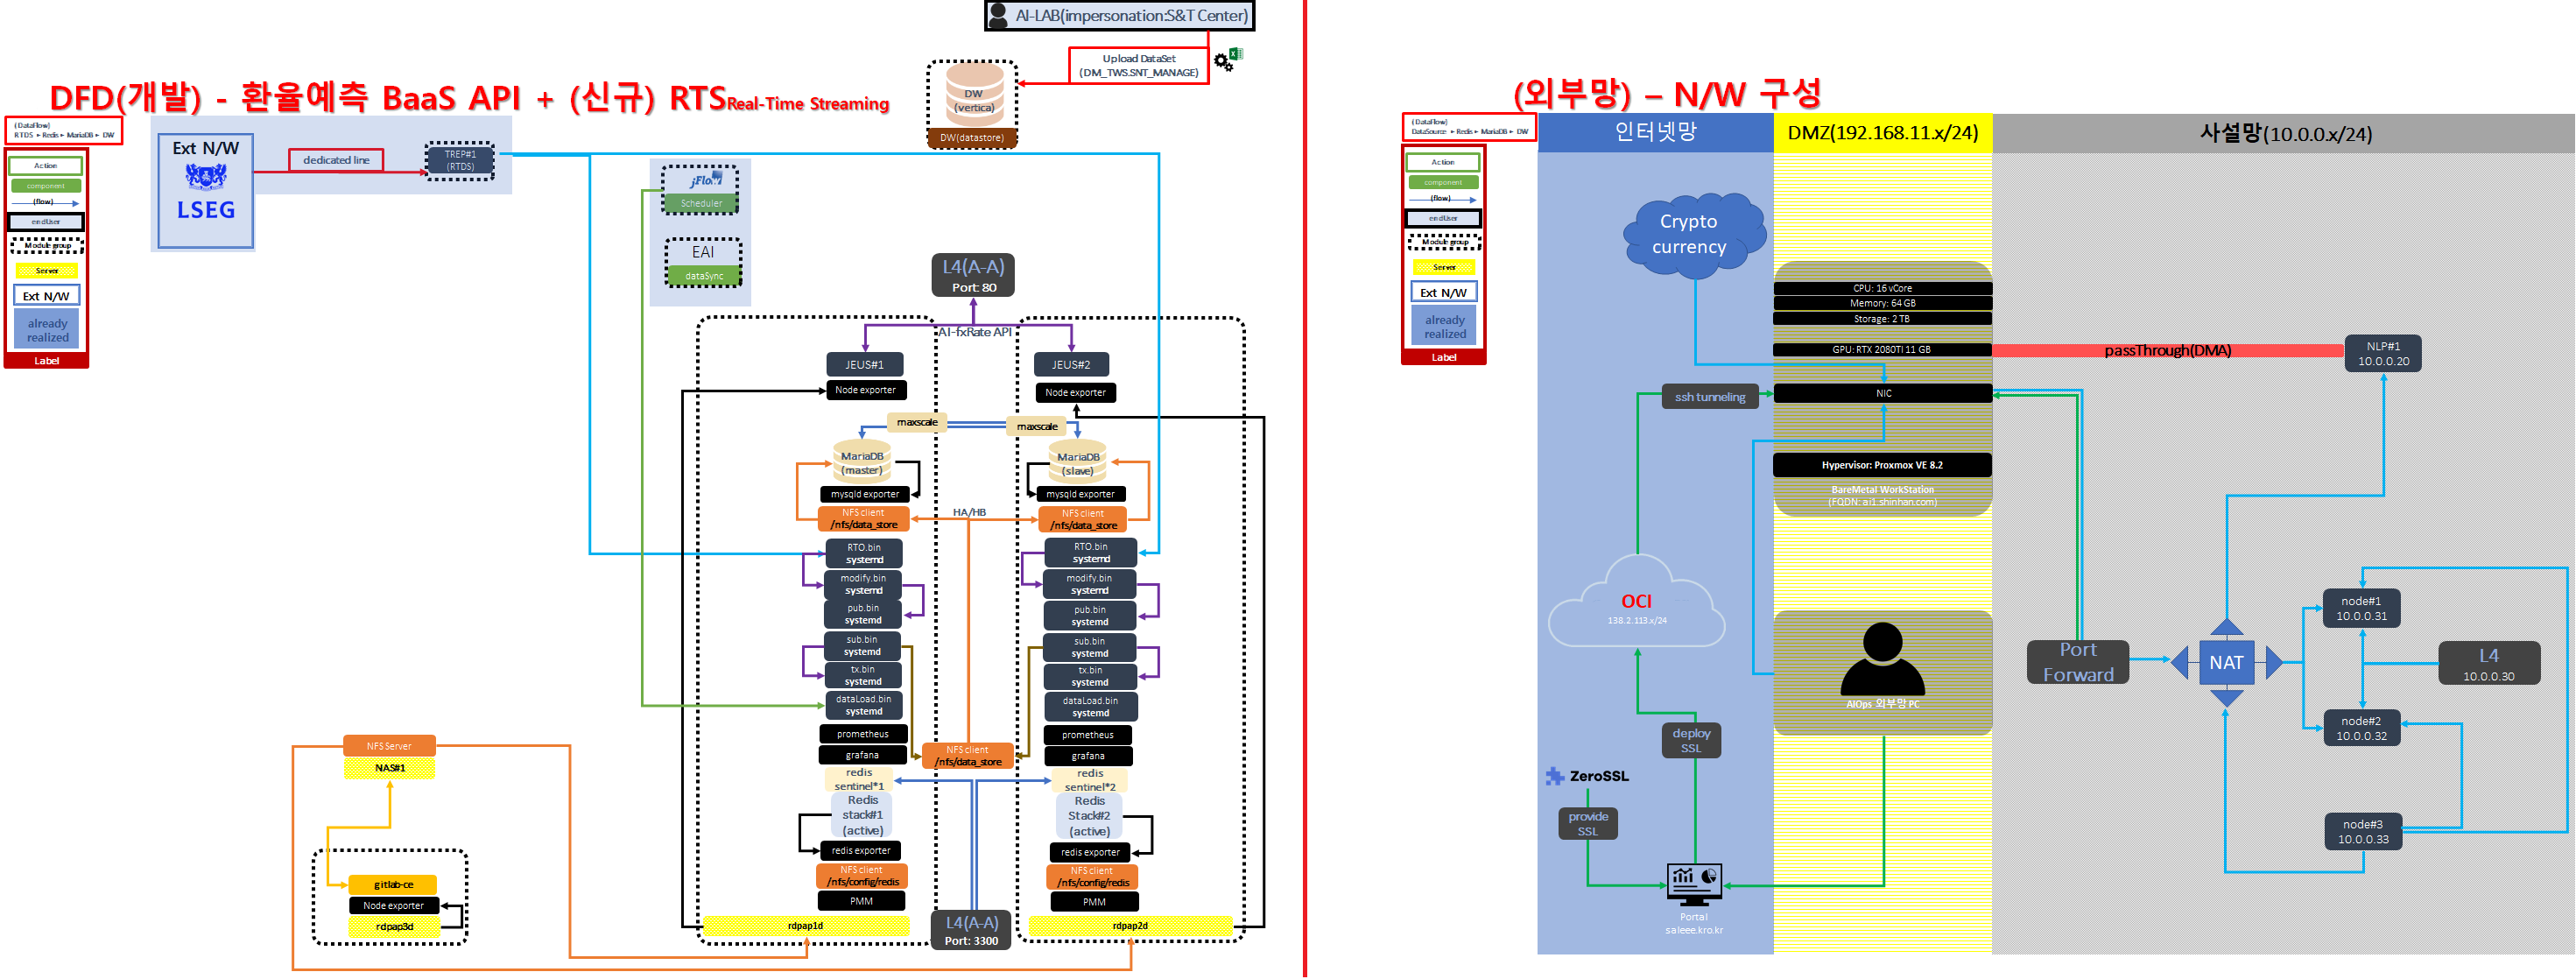 AI-LAB(impersonation:S&T Center)
Upload DataSet
(DM_TWS.SNT_MANAGE)
DW
(vertica)
DW(datastore)
DFD(개발) - 환율예측 BaaS API + (신규) RTS Real-Time Streaming
(DataFlow)
RTDS ▸ Redis ▸ MariaDB ▸ DW
Action
component
(flow)
endUser
Module group
Server
Ext N/W
already
realized
Label
Ext N/W
LSEG
dedicated line
TREP#1
(RTDS)
jFlow
Scheduler
EAI
dataSync
L4(A-A)
Port: 80
AI-fxRate API
JEUS#1
Node exporter
JEUS#2
Node exporter
maxscale
maxscale
MariaDB
(master)
mysqld exporter
NFS client
/nfs/data_store
HA/HB
MariaDB
(slave)
mysqld exporter
NFS client
/nfs/data_store
RTO.bin
systemd
modify.bin
systemd
pub.bin
systemd
sub.bin
systemd
tx.bin
systemd
dataLoad.bin
systemd
prometheus
grafana
redis
sentinel*1
Redis
stack#1
(active)
redis exporter
NFS client
/nfs/config/redis
PMM
rdpap1d
NFS client
/nfs/data_store
L4(A-A)
Port: 3300
RTO.bin
systemd
modify.bin
systemd
pub.bin
systemd
sub.bin
systemd
tx.bin
systemd
dataLoad.bin
systemd
prometheus
grafana
redis
sentinel*2
Redis
Stack#2
(active)
redis exporter
NFS client
/nfs/config/redis
PMM
rdpap2d
NFS Server
NAS#1
gitlab-ce
Node exporter
rdpap3d
(외부망) – N/W 구성
(DataFlow)
DataSource ▸ Redis ▸ MariaDB ▸ DW
Action
component
(flow)
endUser
Module group
Server
Ext N/W
already
realized
Label
인터넷망
DMZ(192.168.11.x/24)
사설망(10.0.0.x/24)
Crypto
currency
CPU: 16 vCore
Memory: 64 GB
Storage: 2 TB
GPU: RTX 2080TI 11 GB
passThrough(DMA)
NLP#1
10.0.0.20
ssh tunneling
NIC
Hypervisor: Proxmox VE 8.2
BareMetal WorkStation
(FQDN: ai1.shinhan.com)
OCI
138.2.113.x/24
AIOps 외부망 PC
Port
Forward
NAT
node#1
10.0.0.31
L4
10.0.0.30
node#2
10.0.0.32
node#3
10.0.0.33
deploy
SSL
ZeroSSL
provide
SSL
Portal
saleee.kro.kr